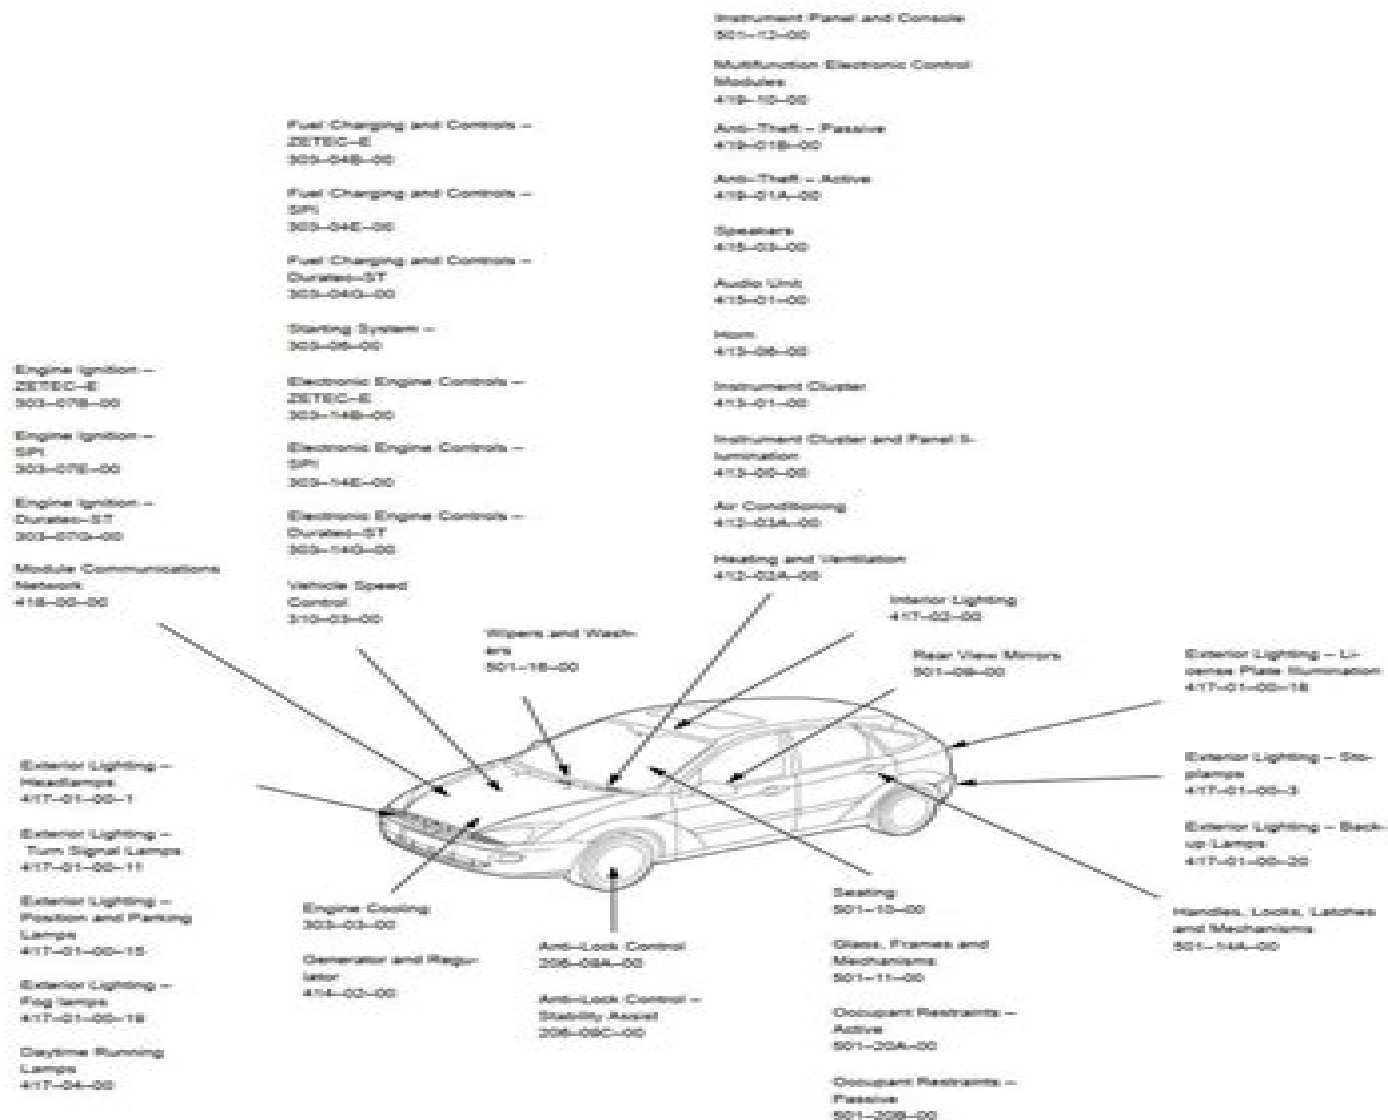 Instrument Panel and Console
501–12–00
Multifunction Electronic Control
Modules
419–10–00
Anti–Theft – Passive
419–01B–00
Anti–Theft – Active
419–01A–00
Speakers
415–03–00
Audio Unit
415–01–00
Horn
413–06–00
Instrument Cluster
413–01–00
Instrument Cluster and Panel Il-
lumination
413–00–00
Air Conditioning
412–03A–00
Heating and Ventilation
412–02A–00
Fuel Charging and Controls –
ZETEC–E
303–04B–00
Fuel Charging and Controls –
SPI
303–04E–00
Fuel Charging and Controls –
Duratec–ST
303–04G–00
Starting System –
303–06–00
Electronic Engine Controls –
ZETEC–E
303–14B–00
Electronic Engine Controls –
SPI
303–14E–00
Electronic Engine Controls –
Duratec–ST
303–14G–00
Vehicle Speed
Control
310–03–00
Engine Ignition –
ZETEC–E
303–07B–00
Engine Ignition –
SPI
303–07E–00
Engine Ignition –
Duratec–ST
303–07G–00
Module Communications
Network
418–00–00
Wipers and Wash-
ers
501–16–00
Interior Lighting
417–02–00
Rear View Mirrors
501–09–00
Exterior Lighting – Li-
cense Plate Illumination
417–01–00–18
Exterior Lighting – Sto-
plamps
417–01–00–3
Exterior Lighting – Back-
up Lamps
417–01–00–20
Handles, Locks, Latches
and Mechanisms
501–14A–00
Exterior Lighting –
Headlamps
417–01–00–1
Exterior Lighting –
Turn Signal Lamps
417–01–00–11
Exterior Lighting –
Position and Parking
Lamps
417–01–00–15
Exterior Lighting –
Fog lamps
417–01–00–19
Daytime Running
Lamps
417–04–00
Engine Cooling
303–03–00
Generator and Regu-
lator
414–02–00
Anti–Lock Control
206–09A–00
Anti–Lock Control –
Stability Assist
206–09C–00
Seating
501–10–00
Glass, Frames and
Mechanisms
501–11–00
Occupant Restraints –
Active
501–20A–00
Occupant Restraints –
Passive
501–20B–00